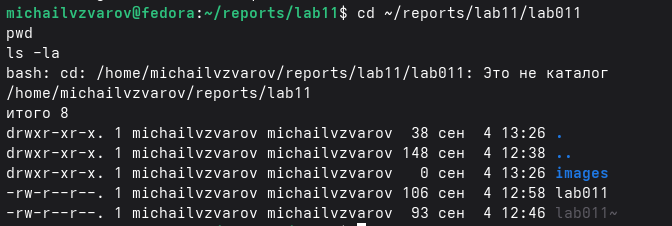 michailvzvarov@fedora:~/reports/lab11$ cd ~/reports/lab11/lab011
pwd
ls -la
bash: cd: /home/michailvzvarov/reports/lab11/lab011: Это не каталог
/home/michailvzvarov/reports/lab11
итого 8
drwxr-xr-x. 1 michailvzvarov michailvzvarov  38 сен  4 13:26 .
drwxr-xr-x. 1 michailvzvarov michailvzvarov 148 сен  4 12:38 ..
drwxr-xr-x. 1 michailvzvarov michailvzvarov   0 сен  4 13:26 images
-rw-r--r--. 1 michailvzvarov michailvzvarov 106 сен  4 12:58 lab011
-rw-r--r--. 1 michailvzvarov michailvzvarov  93 сен  4 12:46 lab011~